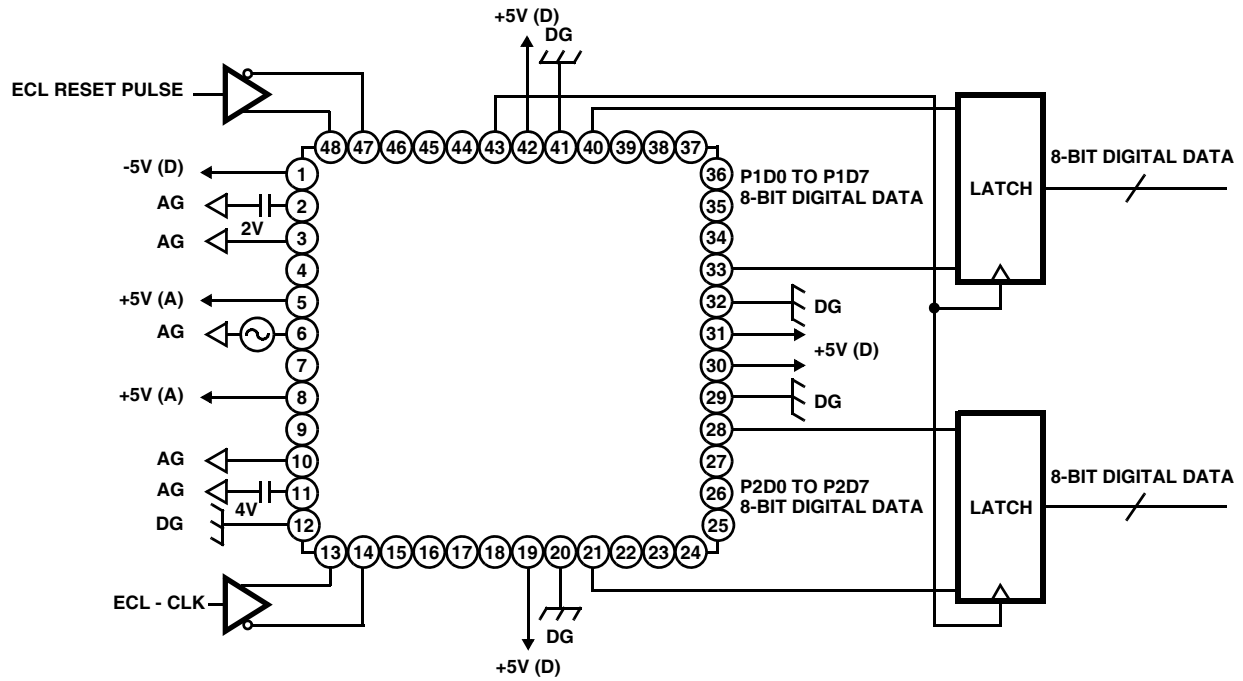 +5V (D)
DG
ECL RESET PULSE
48 47 46 45 44 43 42 41 40 39 38 37
-5V (D) 1
AG 2
2V
AG 3
4
+5V (A) 5
AG 6
7
+5V (A) 8
9
AG 10
AG 11
4V
DG 12
13 14 15 16 17 18 19 20 21 22 23 24
ECL - CLK
DG
+5V (D)
36 P1D0 TO P1D7
35 8-BIT DIGITAL DATA
34
33
32 DG
31
+5V (D)
30
29 DG
28
27
26 P2D0 TO P2D7
8-BIT DIGITAL DATA
25
LATCH
8-BIT DIGITAL DATA
LATCH
8-BIT DIGITAL DATA